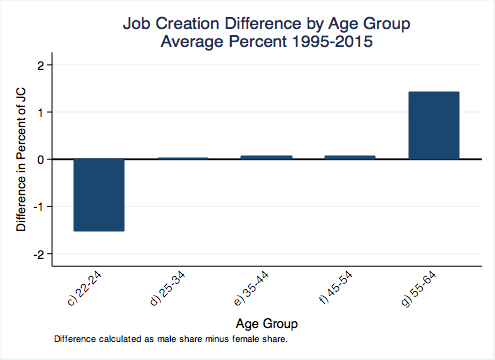 Job Creation Difference by Age Group
Average Percent 1995-2015
Difference in Percent of JC
2
1
0
-1
-2
c) 22-24
d) 25-34
e) 35-44
f) 45-54
g) 55-64
Age Group
Difference calculated as male share minus female share.